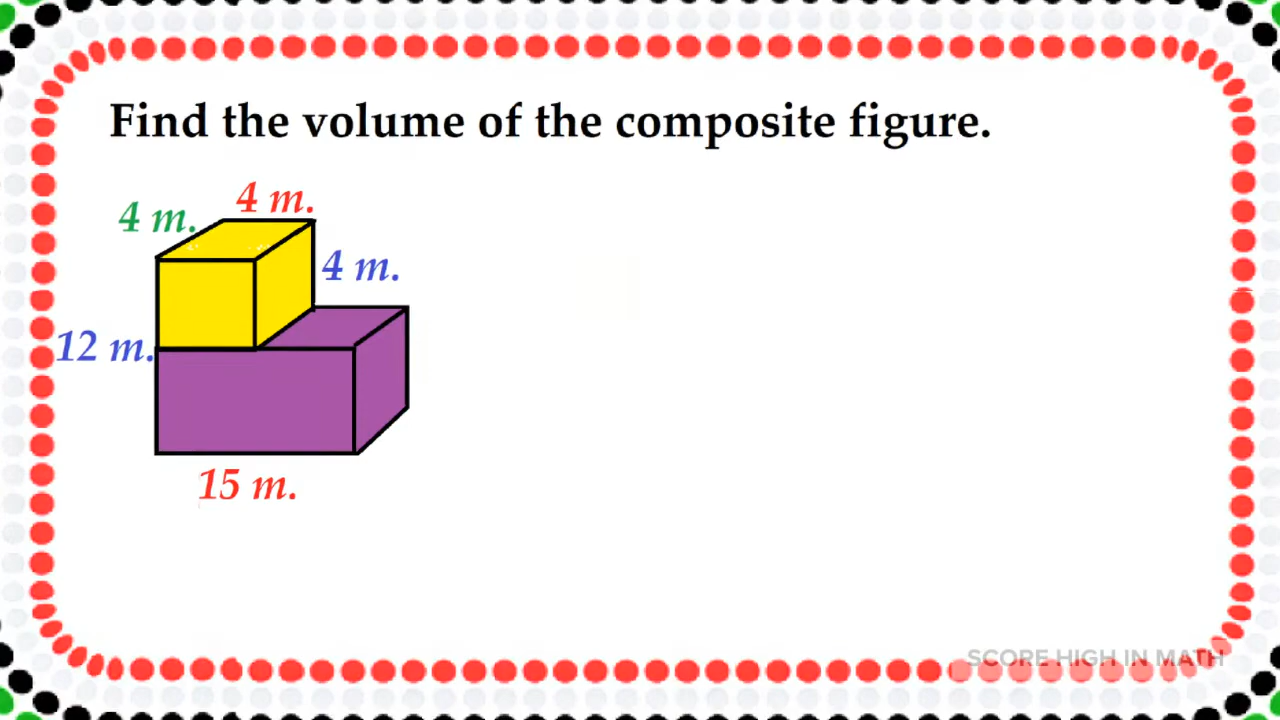 Find the volume of the composite figure.
4 m.
4 m.
4 m.
12 m.
15 m.
SCORE HIGH IN MATH